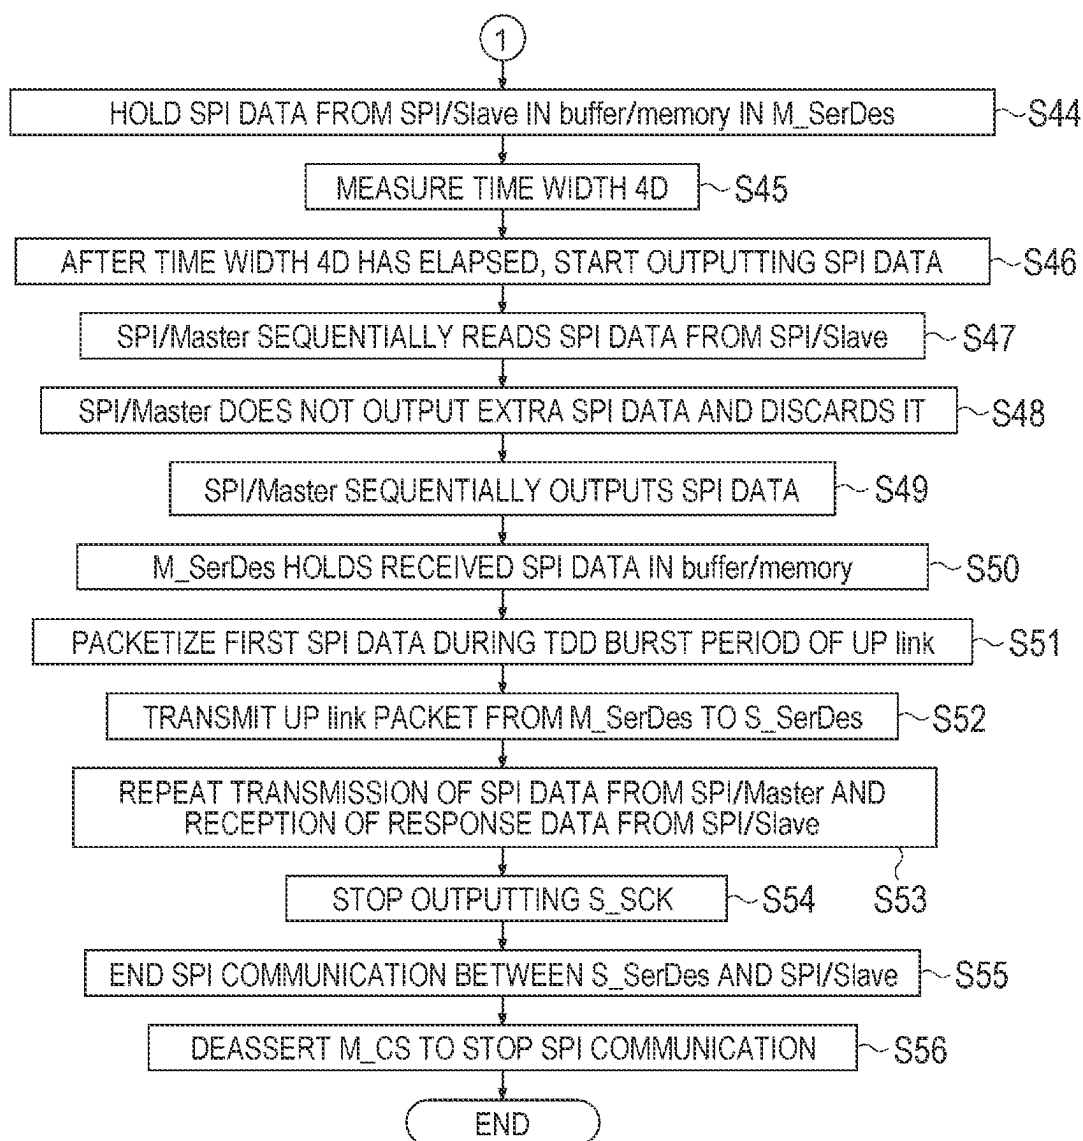 1
HOLD SPI DATA FROM SPI/Slave IN buffer/memory IN M_SerDes
S44
MEASURE TIME WIDTH 4D
S45
AFTER TIME WIDTH 4D HAS ELAPSED, START OUTPUTTING SPI DATA
S46
SPI/Master SEQUENTIALLY READS SPI DATA FROM SPI/Slave
S47
SPI/Master DOES NOT OUTPUT EXTRA SPI DATA AND DISCARDS IT
S48
SPI/Master SEQUENTIALLY OUTPUTS SPI DATA
S49
M_SerDes HOLDS RECEIVED SPI DATA IN buffer/memory
S50
PACKETIZE FIRST SPI DATA DURING TDD BURST PERIOD OF UP link
S51
TRANSMIT UP link PACKET FROM M_SerDes TO S_SerDes
S52
REPEAT TRANSMISSION OF SPI DATA FROM SPI/Master AND
RECEPTION OF RESPONSE DATA FROM SPI/Slave
S53
STOP OUTPUTTING S_SCK
S54
END SPI COMMUNICATION BETWEEN S_SerDes AND SPI/Slave
S55
DEASSERT M_CS TO STOP SPI COMMUNICATION
S56
END